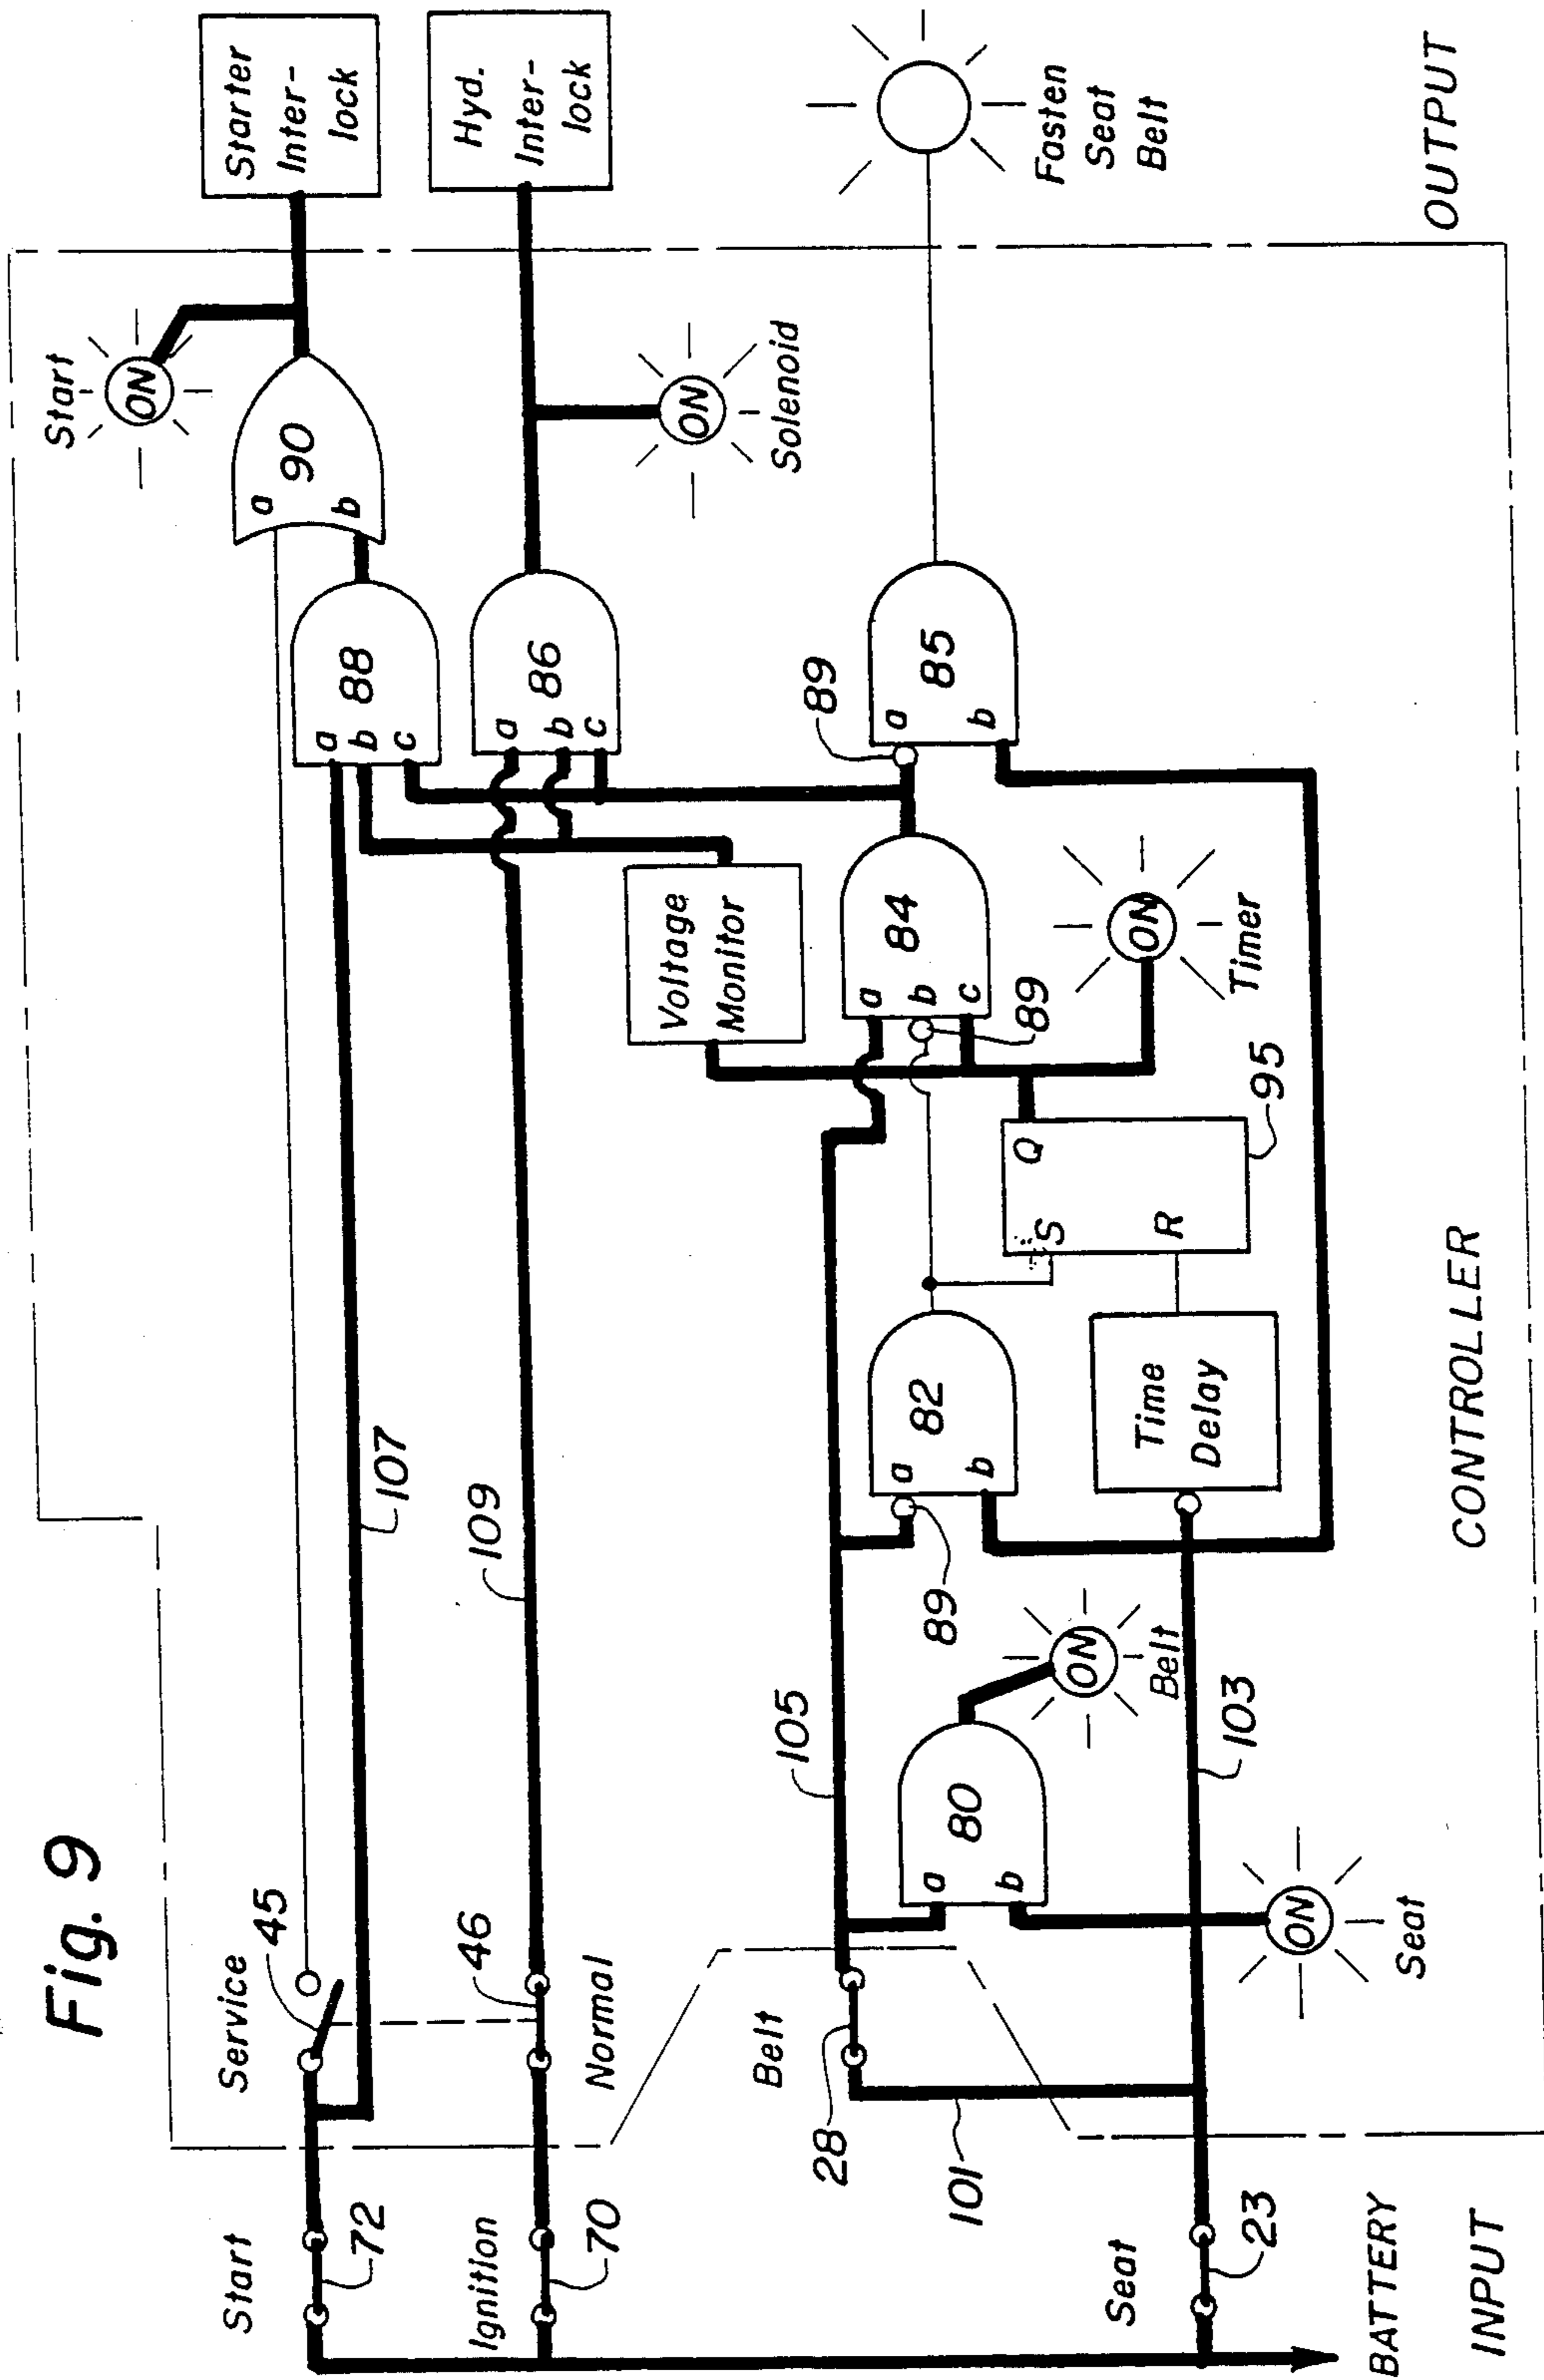 Fig. 9
Start
72
Service
45
107
Start
ON
a
b
c
88
a
b
90
Starter
Inter-
lock
Ignition
70
46
Normal
109
a
b
c
86
ON
Solenoid
Hyd.
Inter-
lock
Voltage
Monitor
Belt
28
101
105
a
b
80
ON
Belt
89
a
b
82
a
b
c
84
89
89
a
b
85
Fasten
Seat
Belt
Seat
23
ON
Seat
103
Time
Delay
S
R
Q
95
ON
Timer
BATTERY
INPUT
CONTROLLER
OUTPUT